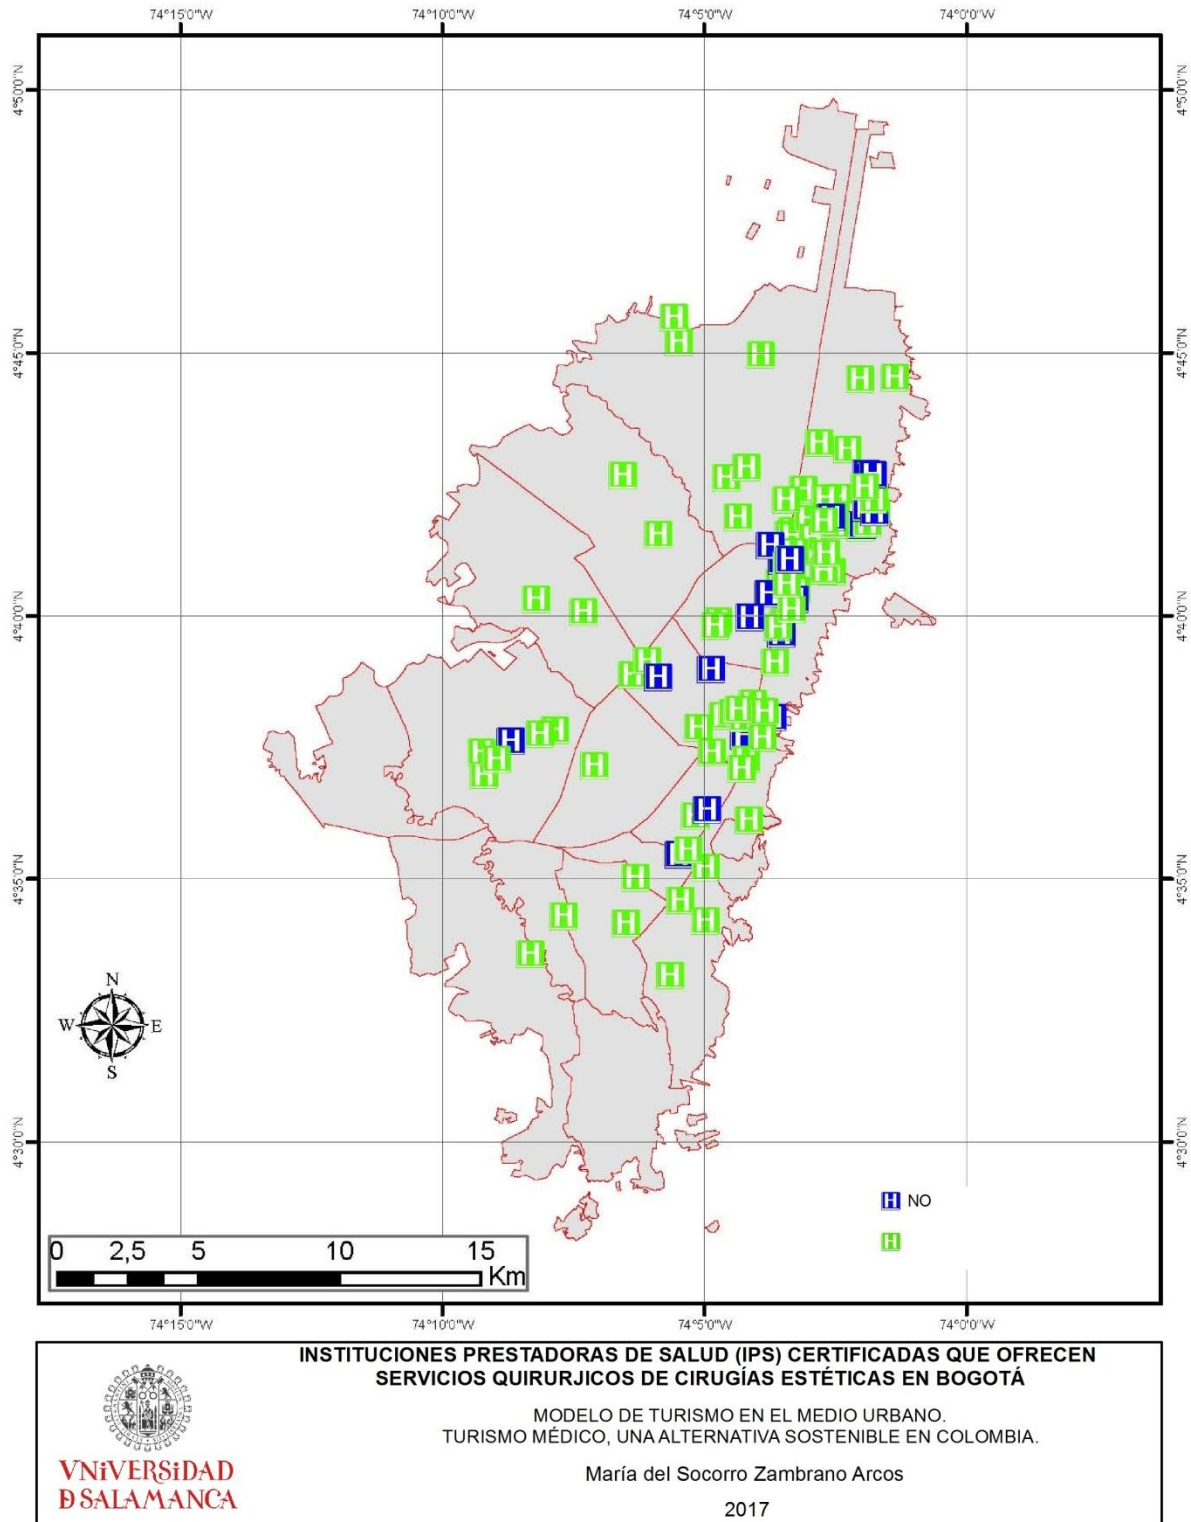 74°15'0"W 74°10'0"W 74°5'0"W 74°0'0"W
4°50'0"N 4°50'0"N
4°45'0"N 4°45'0"N
4°40'0"N 4°40'0"N
4°35'0"N 4°35'0"N
4°30'0"N 4°30'0"N
N
W E
S
H NO
H
0 2,5 5 10 15
Km
74°15'0"W 74°10'0"W 74°5'0"W 74°0'0"W
INSTITUCIONES PRESTADORAS DE SALUD (IPS) CERTIFICADAS QUE OFRECEN
SERVICIOS QUIRURJICOS DE CIRUGÍAS ESTÉTICAS EN BOGOTÁ
MODELO DE TURISMO EN EL MEDIO URBANO.
TURISMO MÉDICO, UNA ALTERNATIVA SOSTENIBLE EN COLOMBIA.
María del Socorro Zambrano Arcos
2017
VNiVERSiDAD
D SALAMANCA